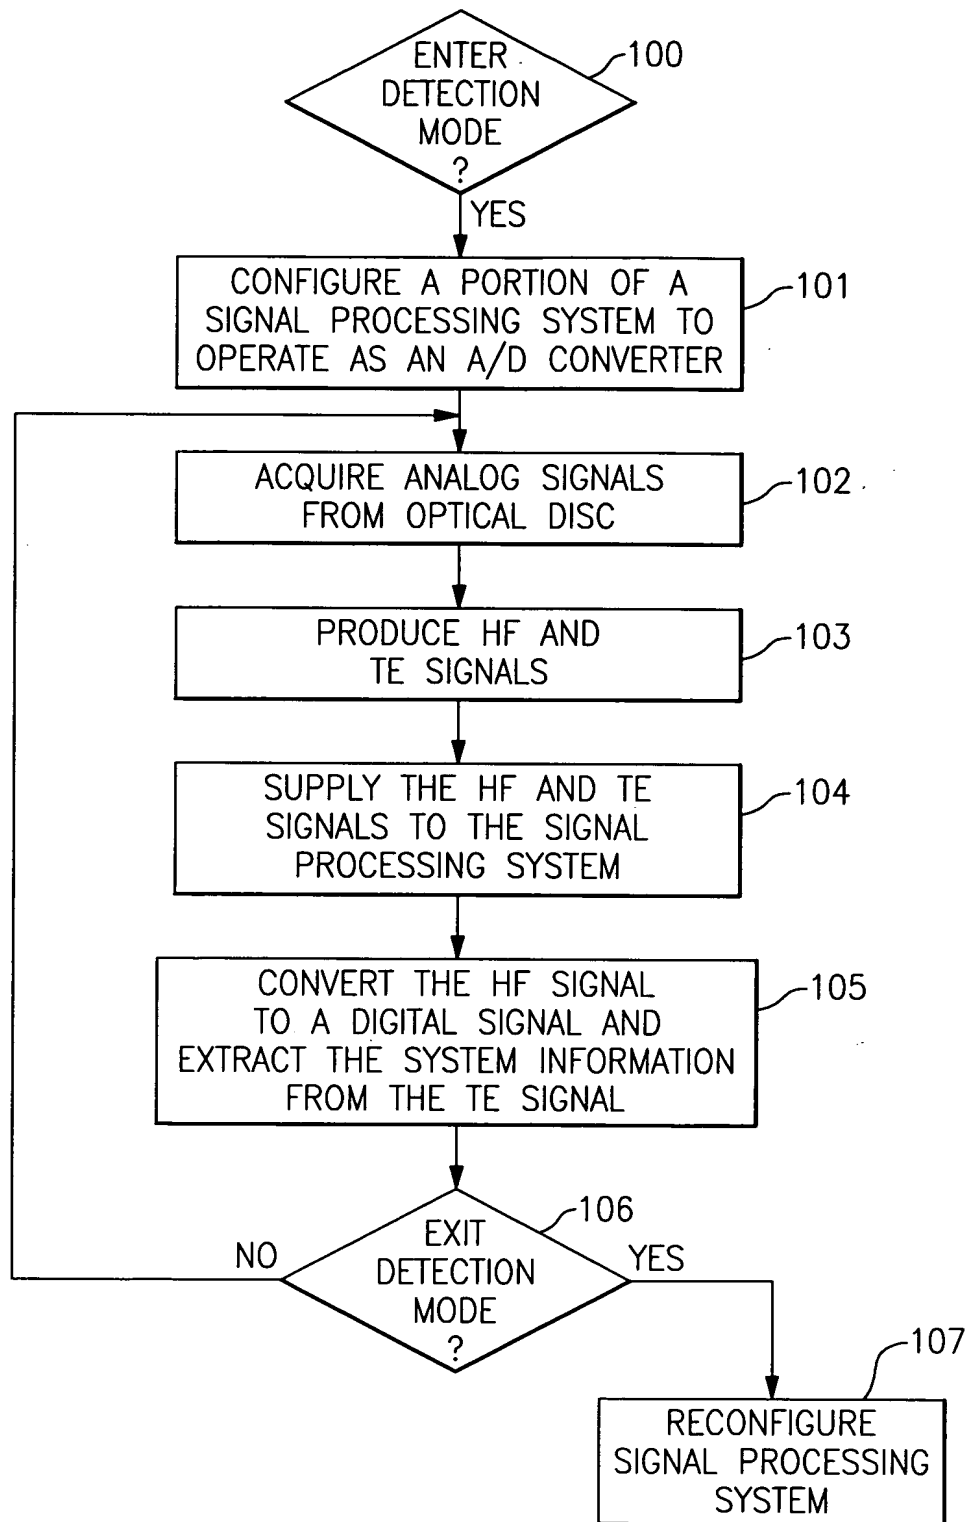 ENTER
DETECTION
MODE
?
100
YES
CONFIGURE A PORTION OF A
SIGNAL PROCESSING SYSTEM TO
OPERATE AS AN A/D CONVERTER
101
ACQUIRE ANALOG SIGNALS
FROM OPTICAL DISC
102
PRODUCE HF AND
TE SIGNALS
103
SUPPLY THE HF AND TE
SIGNALS TO THE SIGNAL
PROCESSING SYSTEM
104
CONVERT THE HF SIGNAL
TO A DIGITAL SIGNAL AND
EXTRACT THE SYSTEM INFORMATION
FROM THE TE SIGNAL
105
EXIT
DETECTION
MODE
?
106
NO
YES
107
RECONFIGURE
SIGNAL PROCESSING
SYSTEM